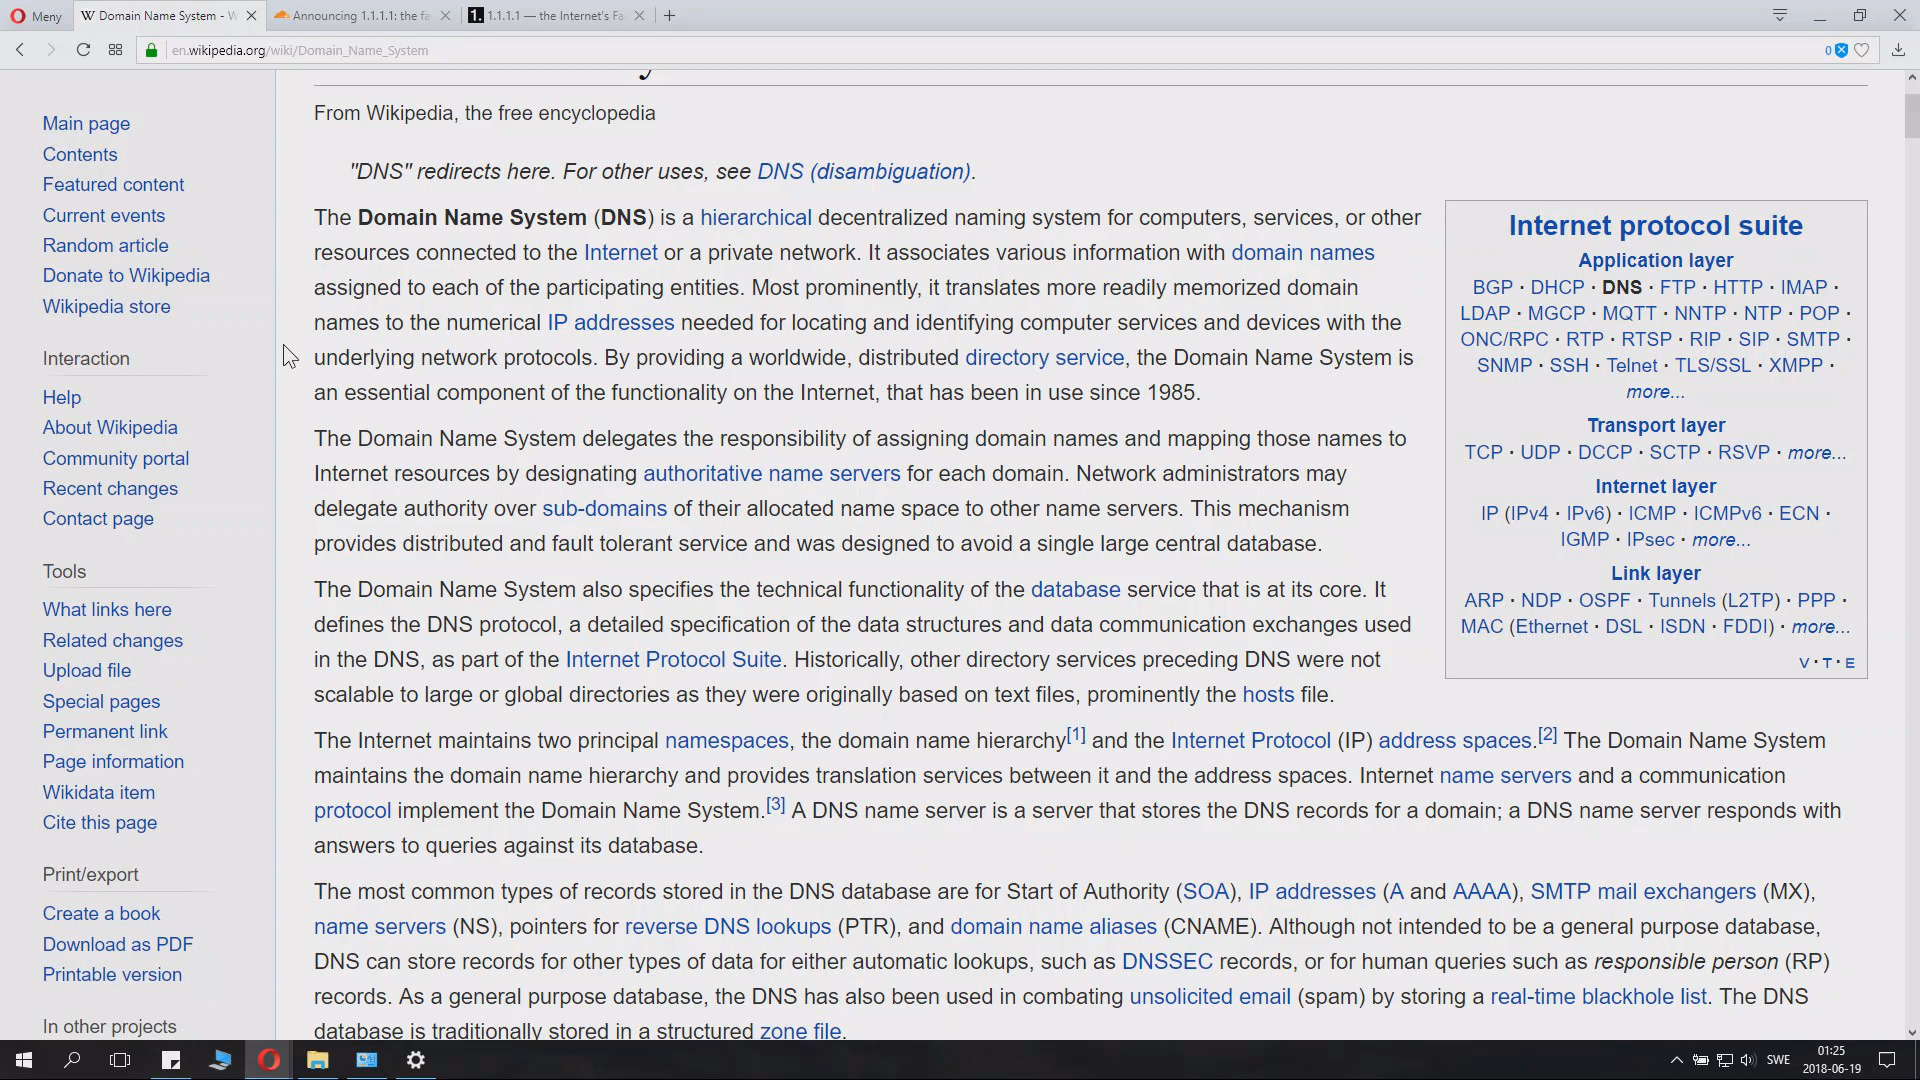 Meny
Domain Name System - W
Announcing 1.1.1.1: the fa
1.
1.1.1.1 — the Internet's Fa
en.wikipedia.org/wiki/Domain_Name_System
0
Main page
Contents
Featured content
Current events
Random article
Donate to Wikipedia
Wikipedia store
Interaction
Help
About Wikipedia
Community portal
Recent changes
Contact page
Tools
What links here
Related changes
Upload file
Special pages
Permanent link
Page information
Wikidata item
Cite this page
Print/export
Create a book
Download as PDF
Printable version
In other projects
From Wikipedia, the free encyclopedia
"DNS" redirects here. For other uses, see DNS (disambiguation).
The Domain Name System (DNS) is a hierarchical decentralized naming system for computers, services, or other
resources connected to the Internet or a private network. It associates various information with domain names
assigned to each of the participating entities. Most prominently, it translates more readily memorized domain
names to the numerical IP addresses needed for locating and identifying computer services and devices with the
underlying network protocols. By providing a worldwide, distributed directory service, the Domain Name System is
an essential component of the functionality on the Internet, that has been in use since 1985.
The Domain Name System delegates the responsibility of assigning domain names and mapping those names to
Internet resources by designating authoritative name servers for each domain. Network administrators may
delegate authority over sub-domains of their allocated name space to other name servers. This mechanism
provides distributed and fault tolerant service and was designed to avoid a single large central database.
The Domain Name System also specifies the technical functionality of the database service that is at its core. It
defines the DNS protocol, a detailed specification of the data structures and data communication exchanges used
in the DNS, as part of the Internet Protocol Suite. Historically, other directory services preceding DNS were not
scalable to large or global directories as they were originally based on text files, prominently the hosts file.
The Internet maintains two principal namespaces, the domain name hierarchy[1] and the Internet Protocol (IP) address spaces.[2] The Domain Name System
maintains the domain name hierarchy and provides translation services between it and the address spaces. Internet name servers and a communication
protocol implement the Domain Name System.[3] A DNS name server is a server that stores the DNS records for a domain; a DNS name server responds with
answers to queries against its database.
The most common types of records stored in the DNS database are for Start of Authority (SOA), IP addresses (A and AAAA), SMTP mail exchangers (MX),
name servers (NS), pointers for reverse DNS lookups (PTR), and domain name aliases (CNAME). Although not intended to be a general purpose database,
DNS can store records for other types of data for either automatic lookups, such as DNSSEC records, or for human queries such as responsible person (RP)
records. As a general purpose database, the DNS has also been used in combating unsolicited email (spam) by storing a real-time blackhole list. The DNS
database is traditionally stored in a structured zone file.
Internet protocol suite
Application layer
BGP · DHCP · DNS · FTP · HTTP · IMAP ·
LDAP · MGCP · MQTT · NNTP · NTP · POP ·
ONC/RPC · RTP · RTSP · RIP · SIP · SMTP ·
SNMP · SSH · Telnet · TLS/SSL · XMPP ·
more...
Transport layer
TCP · UDP · DCCP · SCTP · RSVP · more...
Internet layer
IP (IPv4 · IPv6) · ICMP · ICMPv6 · ECN ·
IGMP · IPsec · more...
Link layer
ARP · NDP · OSPF · Tunnels (L2TP) · PPP ·
MAC (Ethernet · DSL · ISDN · FDDI) · more...
V · T · E
SWE
01:25
2018-06-19